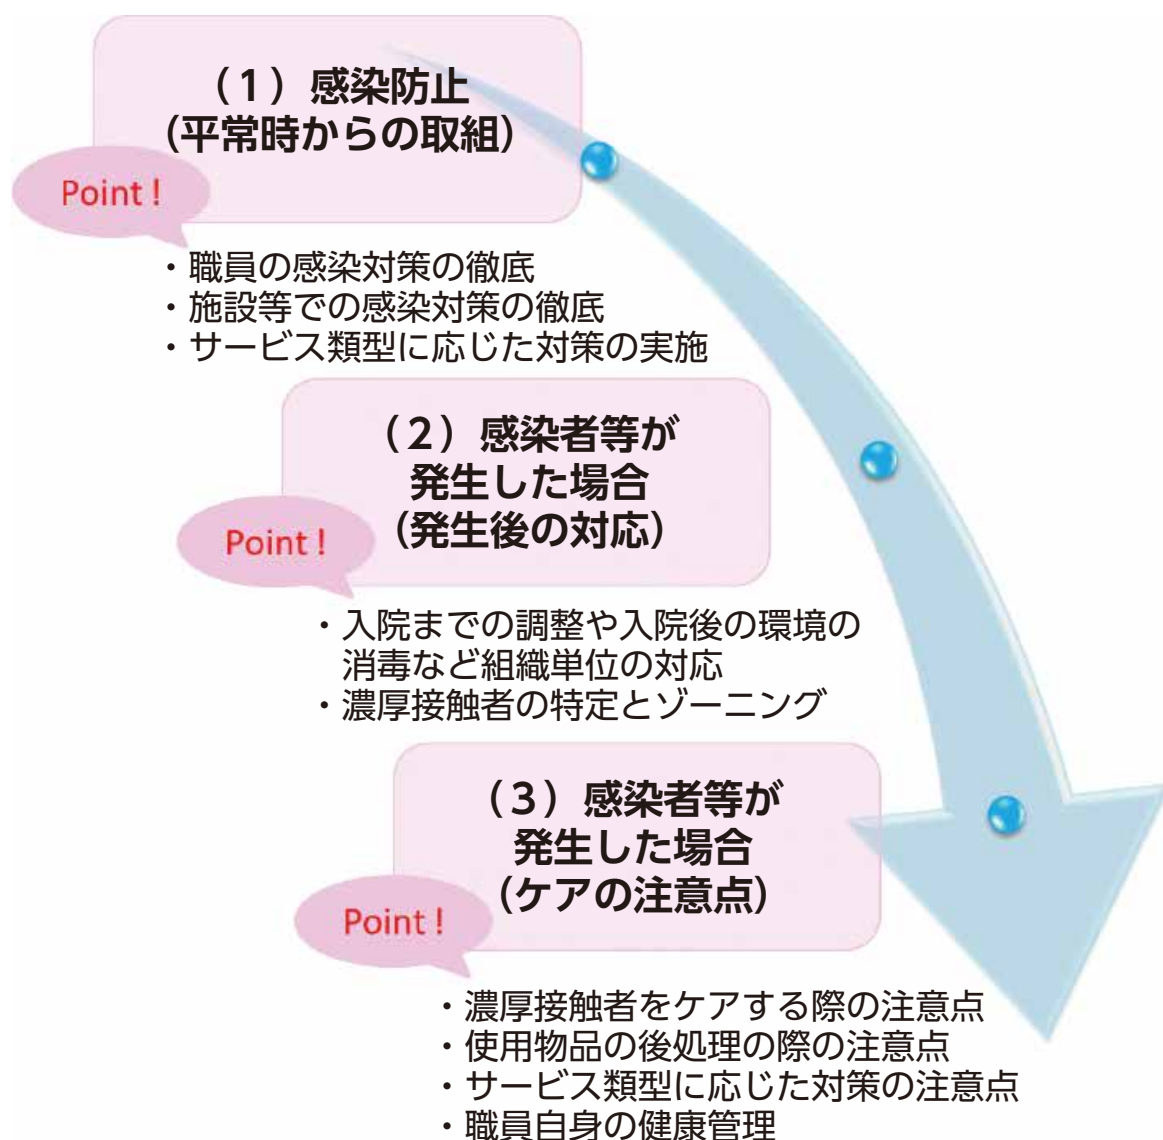 （１）感染防止
（平常時からの取組）
Point !
・職員の感染対策の徹底
・施設等での感染対策の徹底
・サービス類型に応じた対策の実施
（２）感染者等が
発生した場合
（発生後の対応）
Point !
・入院までの調整や入院後の環境の
消毒など組織単位の対応
・濃厚接触者の特定とゾーニング
（３）感染者等が
発生した場合
（ケアの注意点）
Point !
・濃厚接触者をケアする際の注意点
・使用物品の後処理の際の注意点
・サービス類型に応じた対策の注意点
・職員自身の健康管理